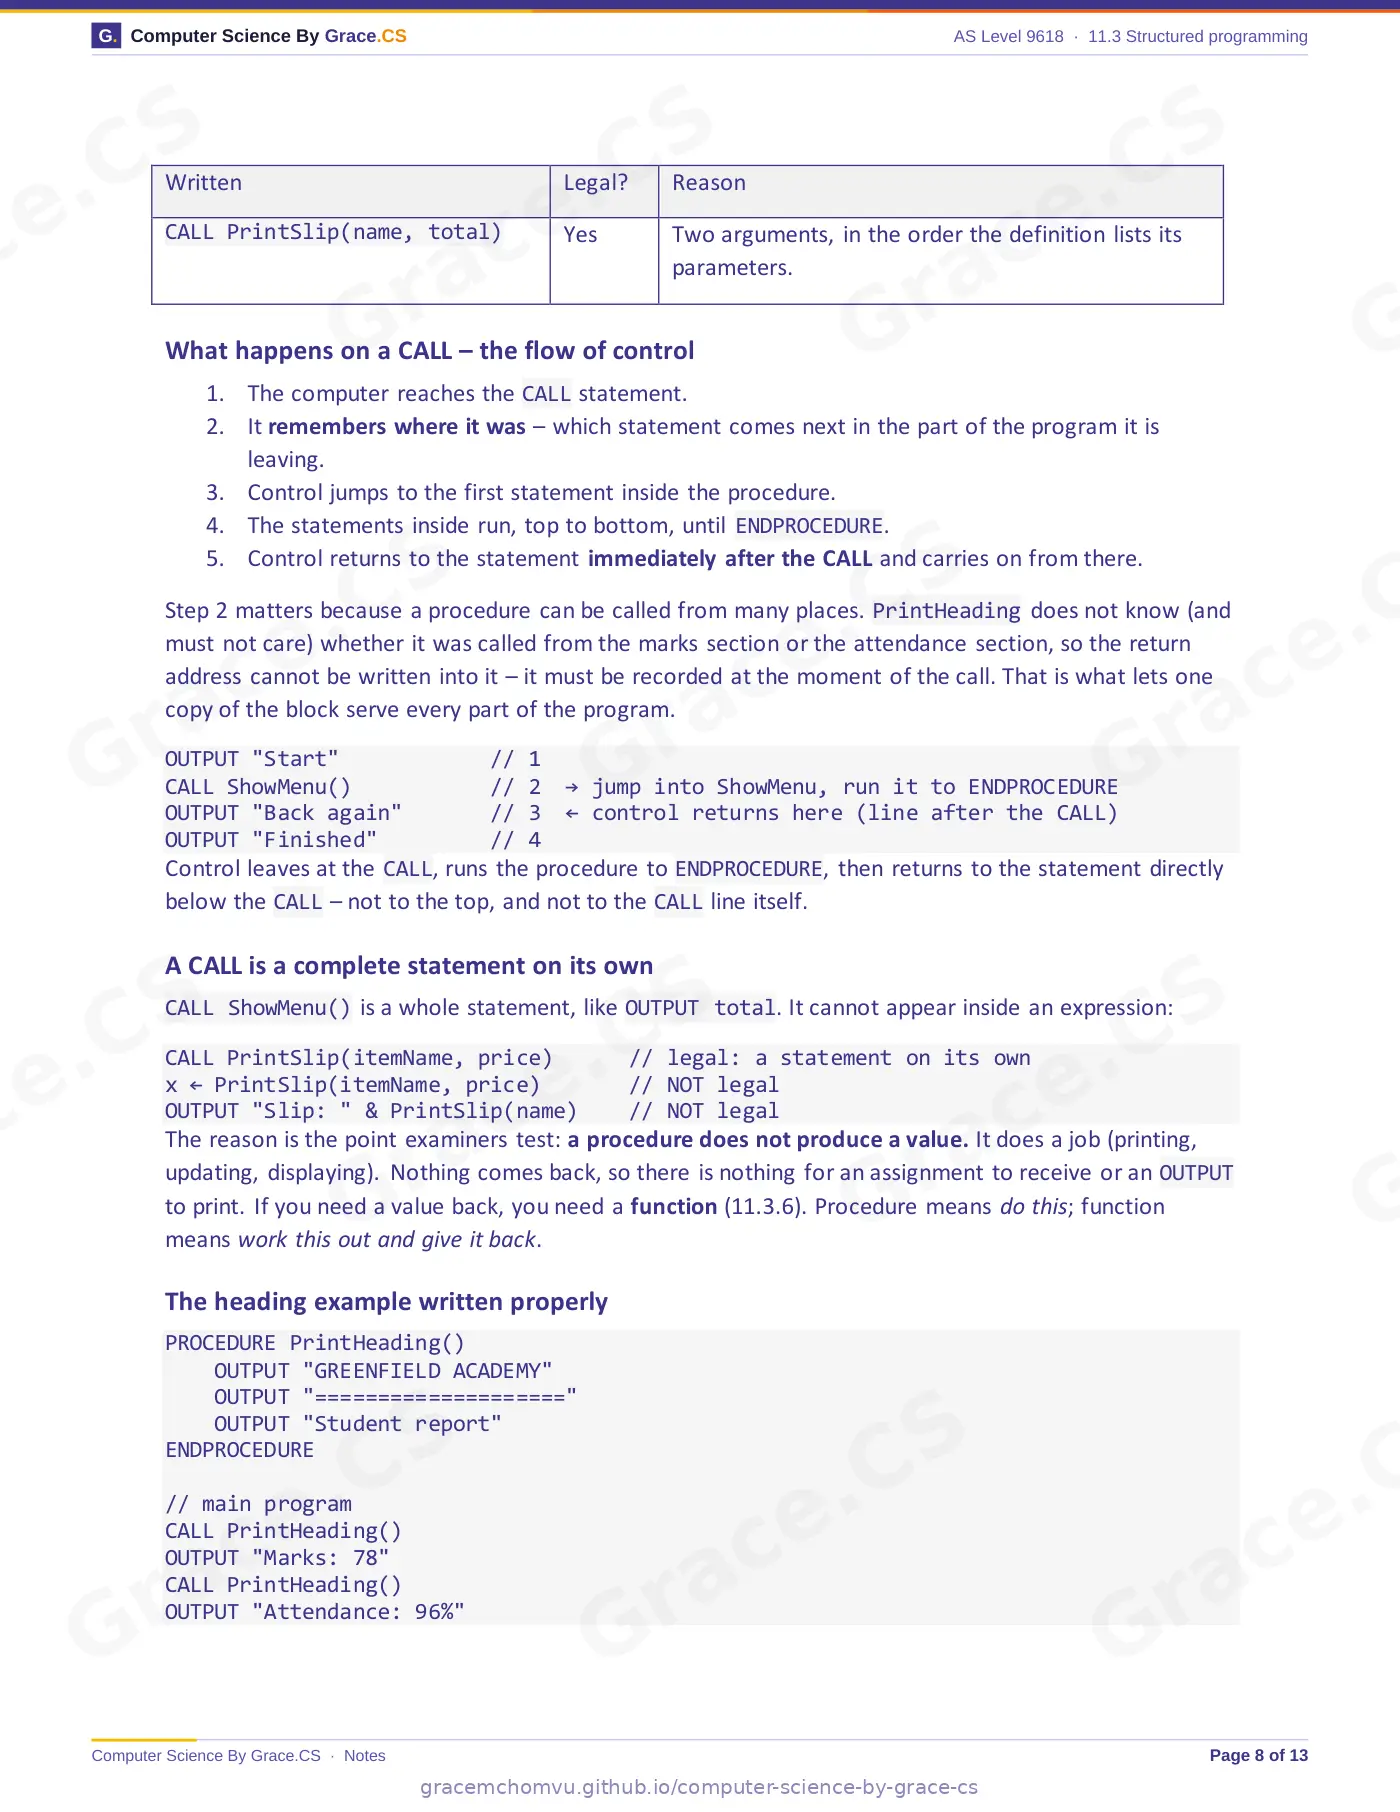 G. Computer Science By Grace.CS
AS Level 9618 · 11.3 Structured programming
Written Legal? Reason
CALL PrintSlip(name, total) Yes Two arguments, in the order the definition lists its
parameters.
What happens on a CALL – the flow of control
1. The computer reaches the CALL statement.
2. It remembers where it was – which statement comes next in the part of the program it is
leaving.
3. Control jumps to the first statement inside the procedure.
4. The statements inside run, top to bottom, until ENDPROCEDURE.
5. Control returns to the statement immediately after the CALL and carries on from there.
Step 2 matters because a procedure can be called from many places. PrintHeading does not know (and
must not care) whether it was called from the marks section or the attendance section, so the return
address cannot be written into it – it must be recorded at the moment of the call. That is what lets one
copy of the block serve every part of the program.
OUTPUT "Start" // 1
CALL ShowMenu() // 2 → jump into ShowMenu, run it to ENDPROCEDURE
OUTPUT "Back again" // 3 ← control returns here (line after the CALL)
OUTPUT "Finished" // 4
Control leaves at the CALL, runs the procedure to ENDPROCEDURE, then returns to the statement directly
below the CALL – not to the top, and not to the CALL line itself.
A CALL is a complete statement on its own
CALL ShowMenu() is a whole statement, like OUTPUT total. It cannot appear inside an expression:
CALL PrintSlip(itemName, price) // legal: a statement on its own
x ← PrintSlip(itemName, price) // NOT legal
OUTPUT "Slip: " & PrintSlip(name) // NOT legal
The reason is the point examiners test: a procedure does not produce a value. It does a job (printing,
updating, displaying). Nothing comes back, so there is nothing for an assignment to receive or an OUTPUT
to print. If you need a value back, you need a function (11.3.6). Procedure means do this; function
means work this out and give it back.
The heading example written properly
PROCEDURE PrintHeading()
    OUTPUT "GREENFIELD ACADEMY"
    OUTPUT "===================="
    OUTPUT "Student report"
ENDPROCEDURE
// main program
CALL PrintHeading()
OUTPUT "Marks: 78"
CALL PrintHeading()
OUTPUT "Attendance: 96%"
Computer Science By Grace.CS · Notes
Page 8 of 13
gracemchomvu.github.io/computer-science-by-grace-cs